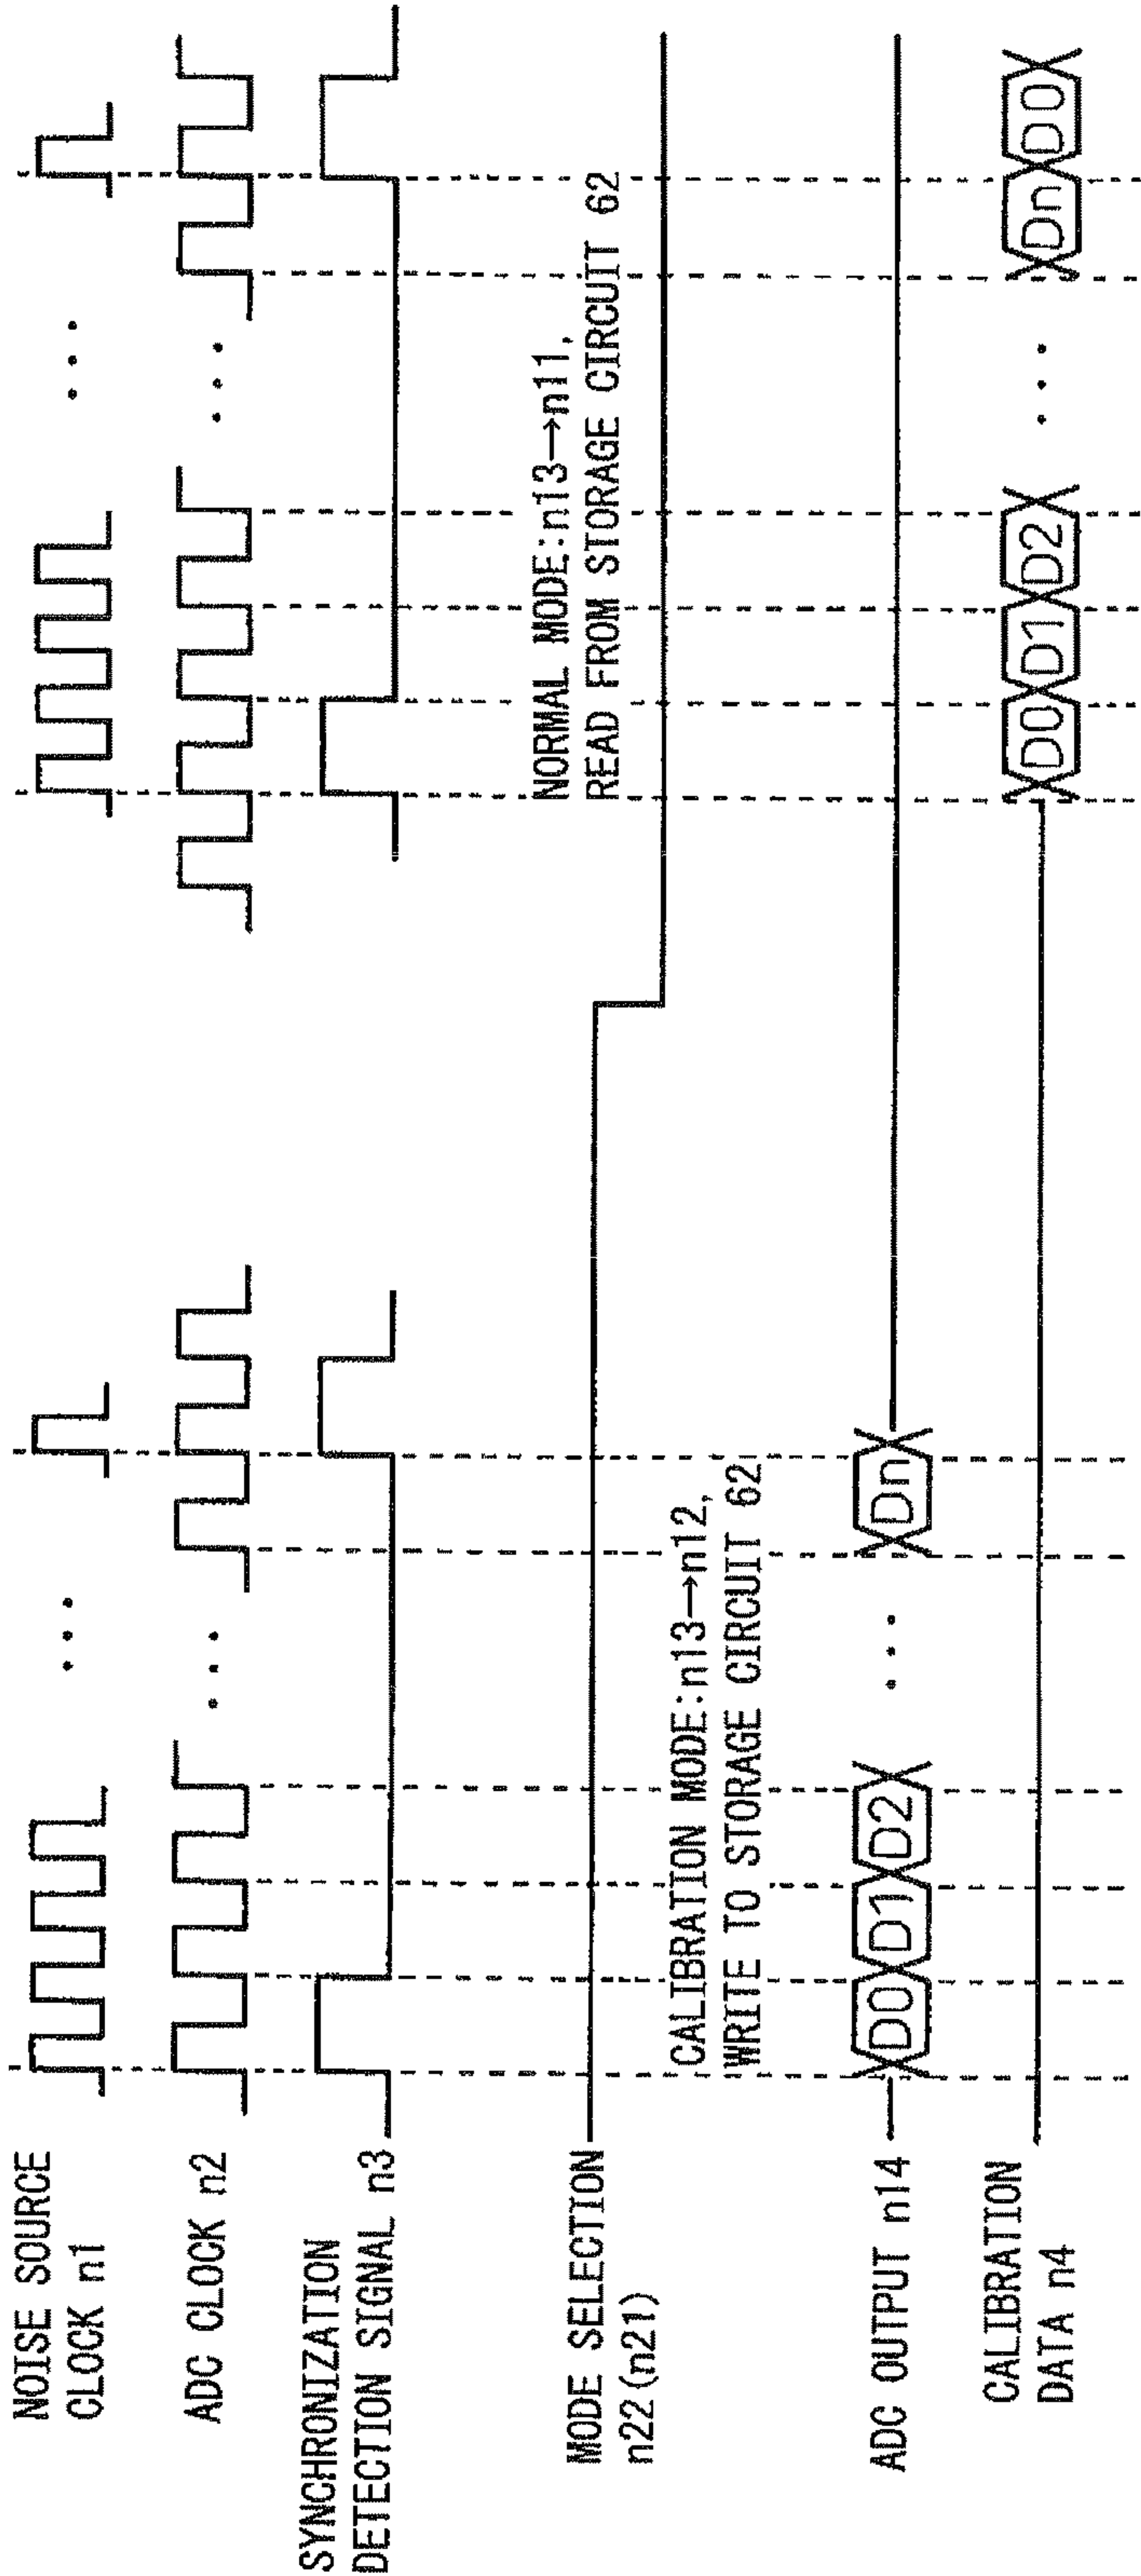 NOISE SOURCE
CLOCK n1
ADC CLOCK n2
SYNCHRONIZATION
DETECTION SIGNAL n3
MODE SELECTION
n22(n21)
CALIBRATION MODE:n13→n12,
WRITE TO STORAGE CIRCUIT 62
NORMAL MODE:n13→n11,
READ FROM STORAGE CIRCUIT 62
ADC OUTPUT n14
D0 D1 D2 ... Dn
CALIBRATION
DATA n4
D0 D1 D2 ... Dn D0